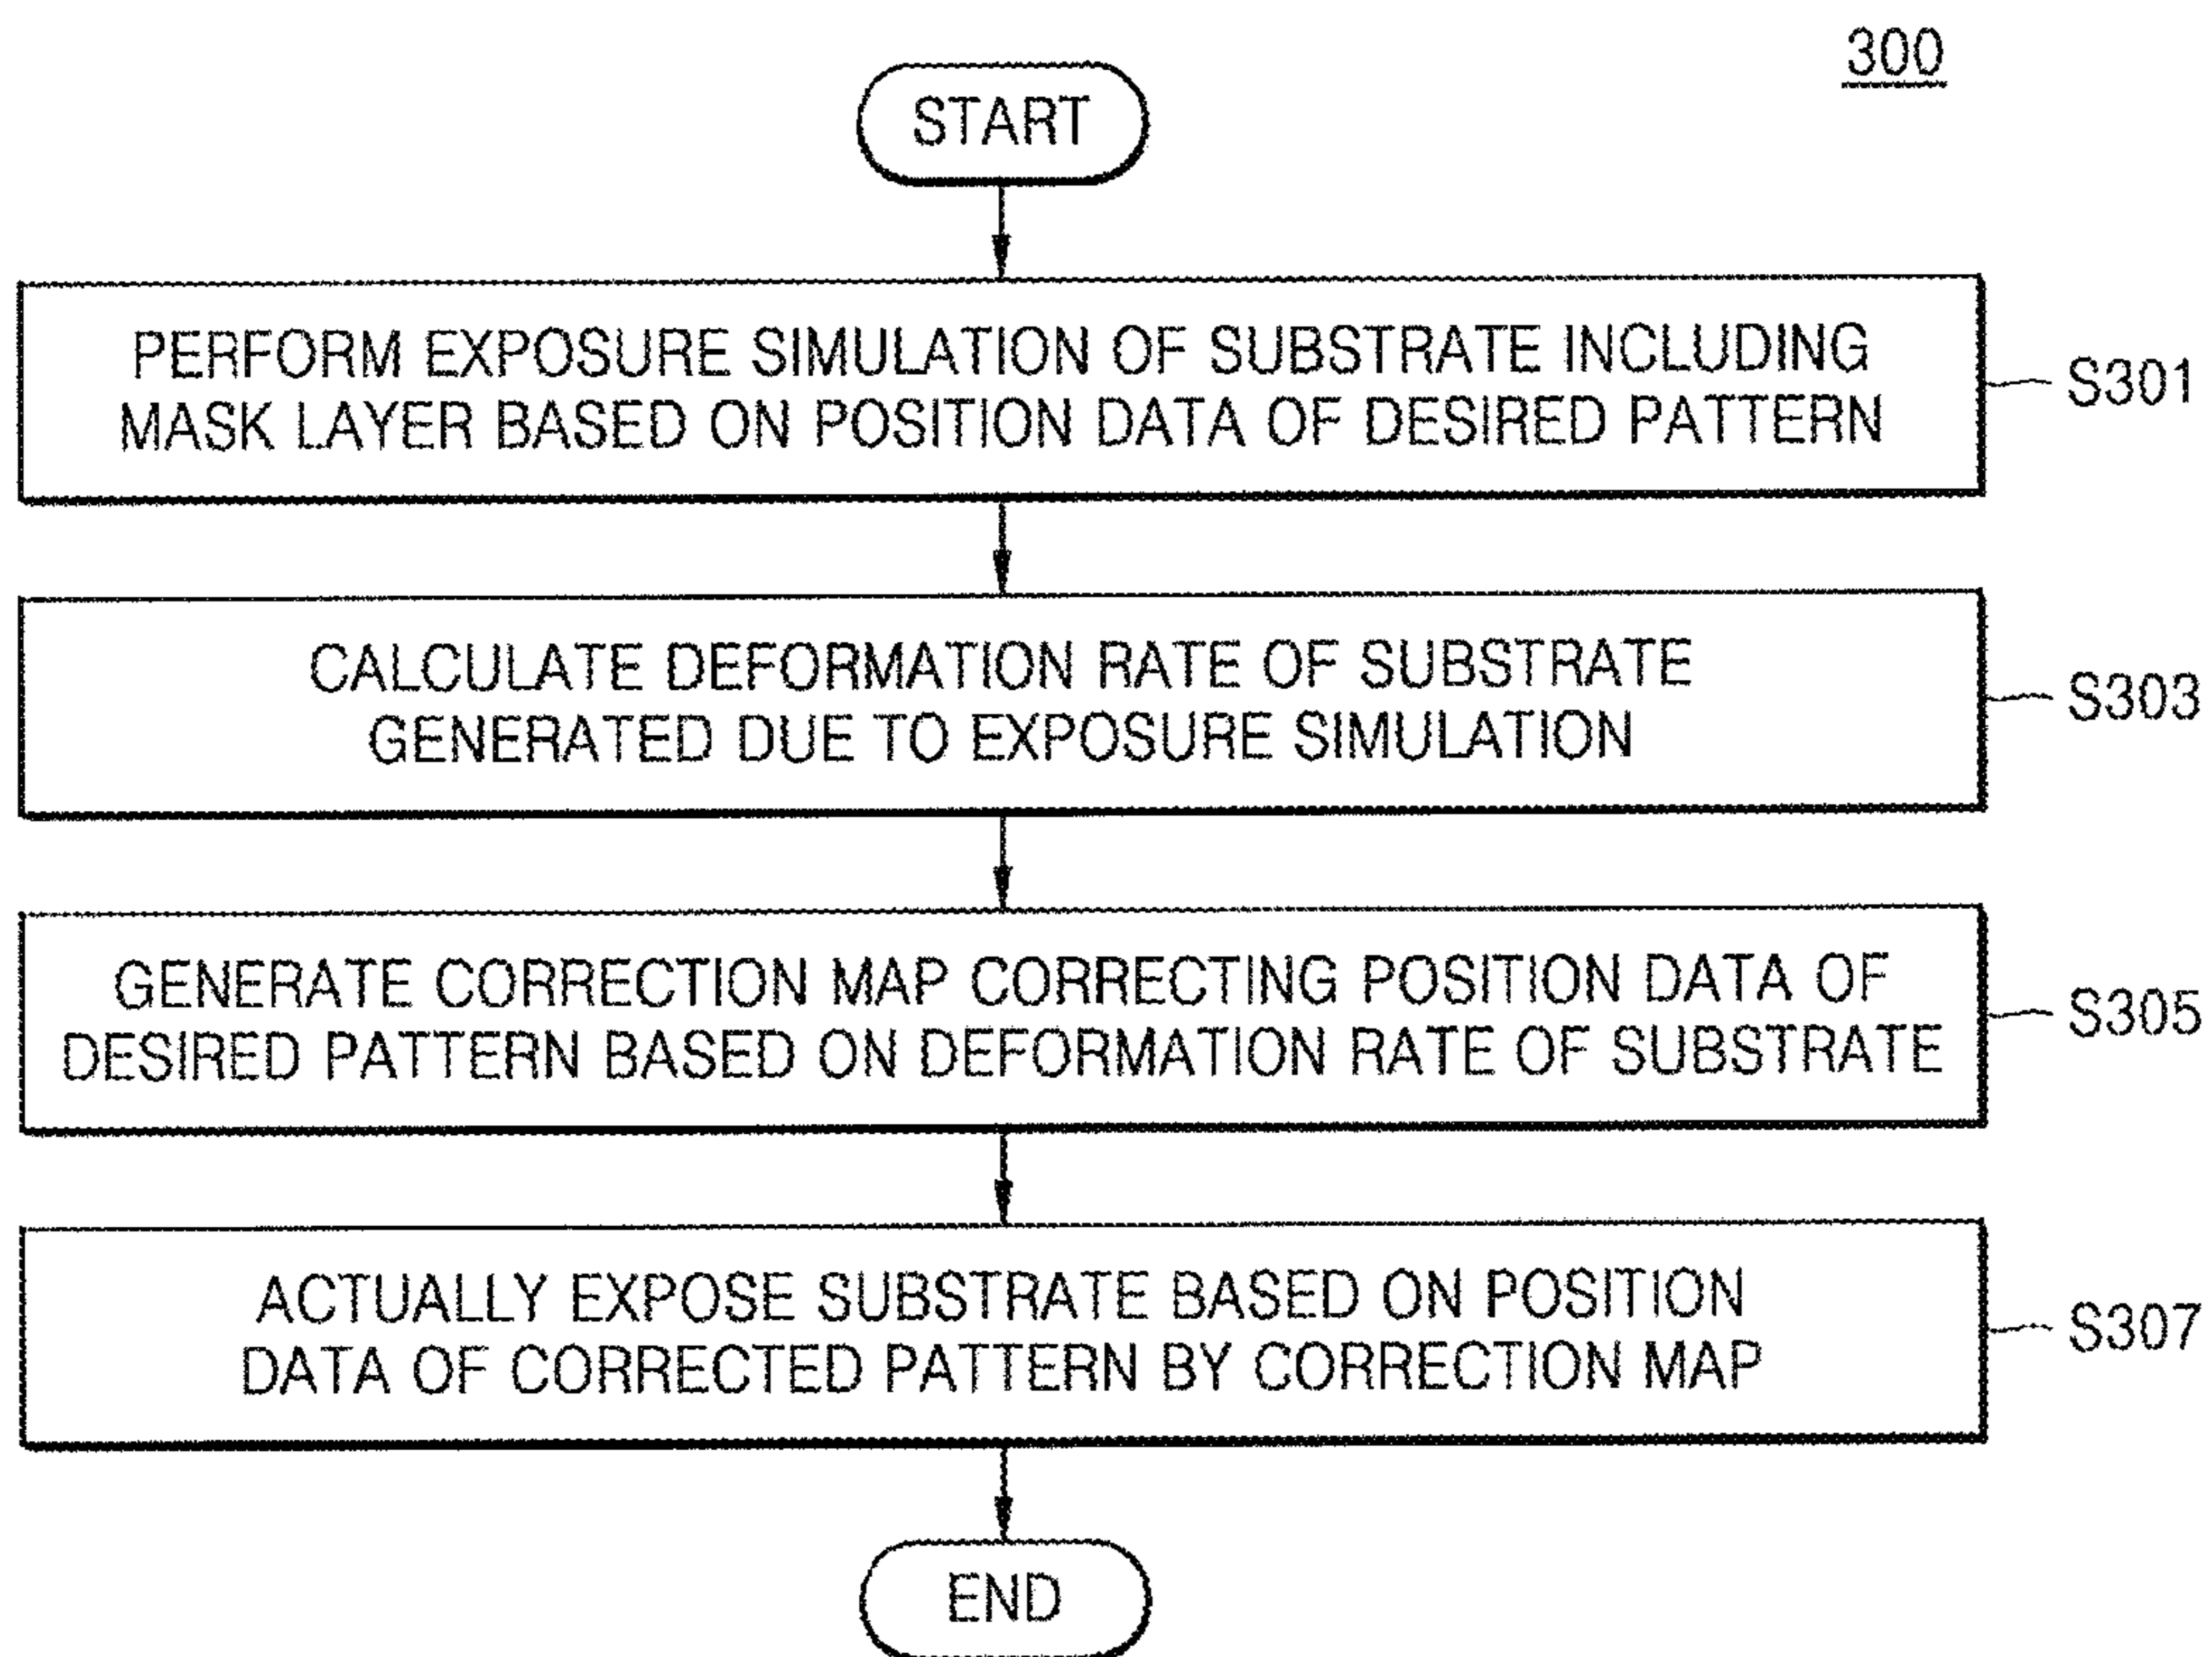 300
START
PERFORM EXPOSURE SIMULATION OF SUBSTRATE INCLUDING
MASK LAYER BASED ON POSITION DATA OF DESIRED PATTERN
S301
CALCULATE DEFORMATION RATE OF SUBSTRATE
GENERATED DUE TO EXPOSURE SIMULATION
S303
GENERATE CORRECTION MAP CORRECTING POSITION DATA OF
DESIRED PATTERN BASED ON DEFORMATION RATE OF SUBSTRATE
S305
ACTUALLY EXPOSE SUBSTRATE BASED ON POSITION
DATA OF CORRECTED PATTERN BY CORRECTION MAP
S307
END